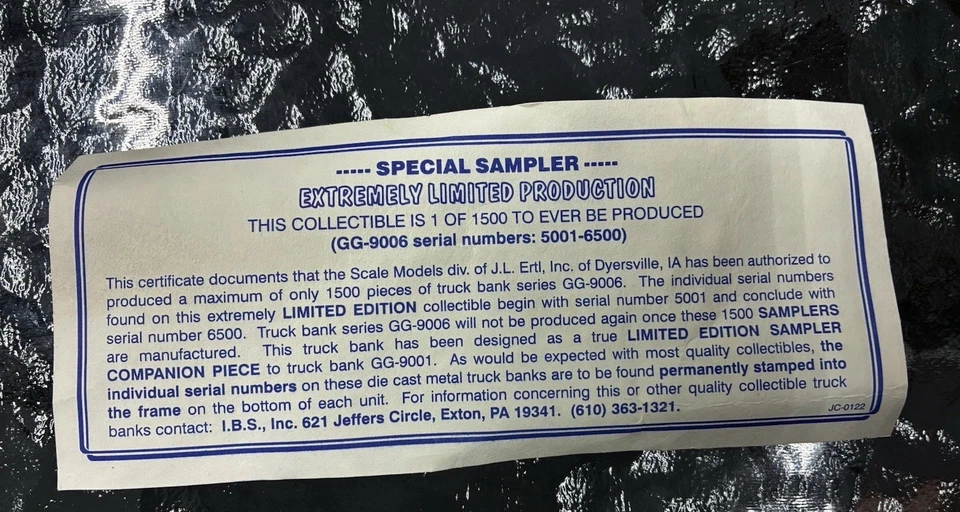 ----- SPECIAL SAMPLER -----
EXTREMELY LIMITED PRODUCTION
THIS COLLECTIBLE IS 1 OF 1500 TO EVER BE PRODUCED
(GG-9006 serial numbers: 5001-6500)
This certificate documents that the Scale Models div. of J.L. Ertl, Inc. of Dyersville, IA has been authorized to
produced a maximum of only 1500 pieces of truck bank series GG-9006. The individual serial numbers
found on this extremely LIMITED EDITION collectible begin with serial number 5001 and conclude with
serial number 6500. Truck bank series GG-9006 will not be produced again once these 1500 SAMPLERS
are manufactured. This truck bank has been designed as a true LIMITED EDITION SAMPLER
COMPANION PIECE to truck bank GG-9001. As would be expected with most quality collectibles, the
individual serial numbers on these die cast metal truck banks are to be found permanently stamped into
the frame on the bottom of each unit. For information concerning this or other quality collectible truck
banks contact: I.B.S., Inc. 621 Jeffers Circle, Exton, PA 19341. (610) 363-1321.
JC-0122